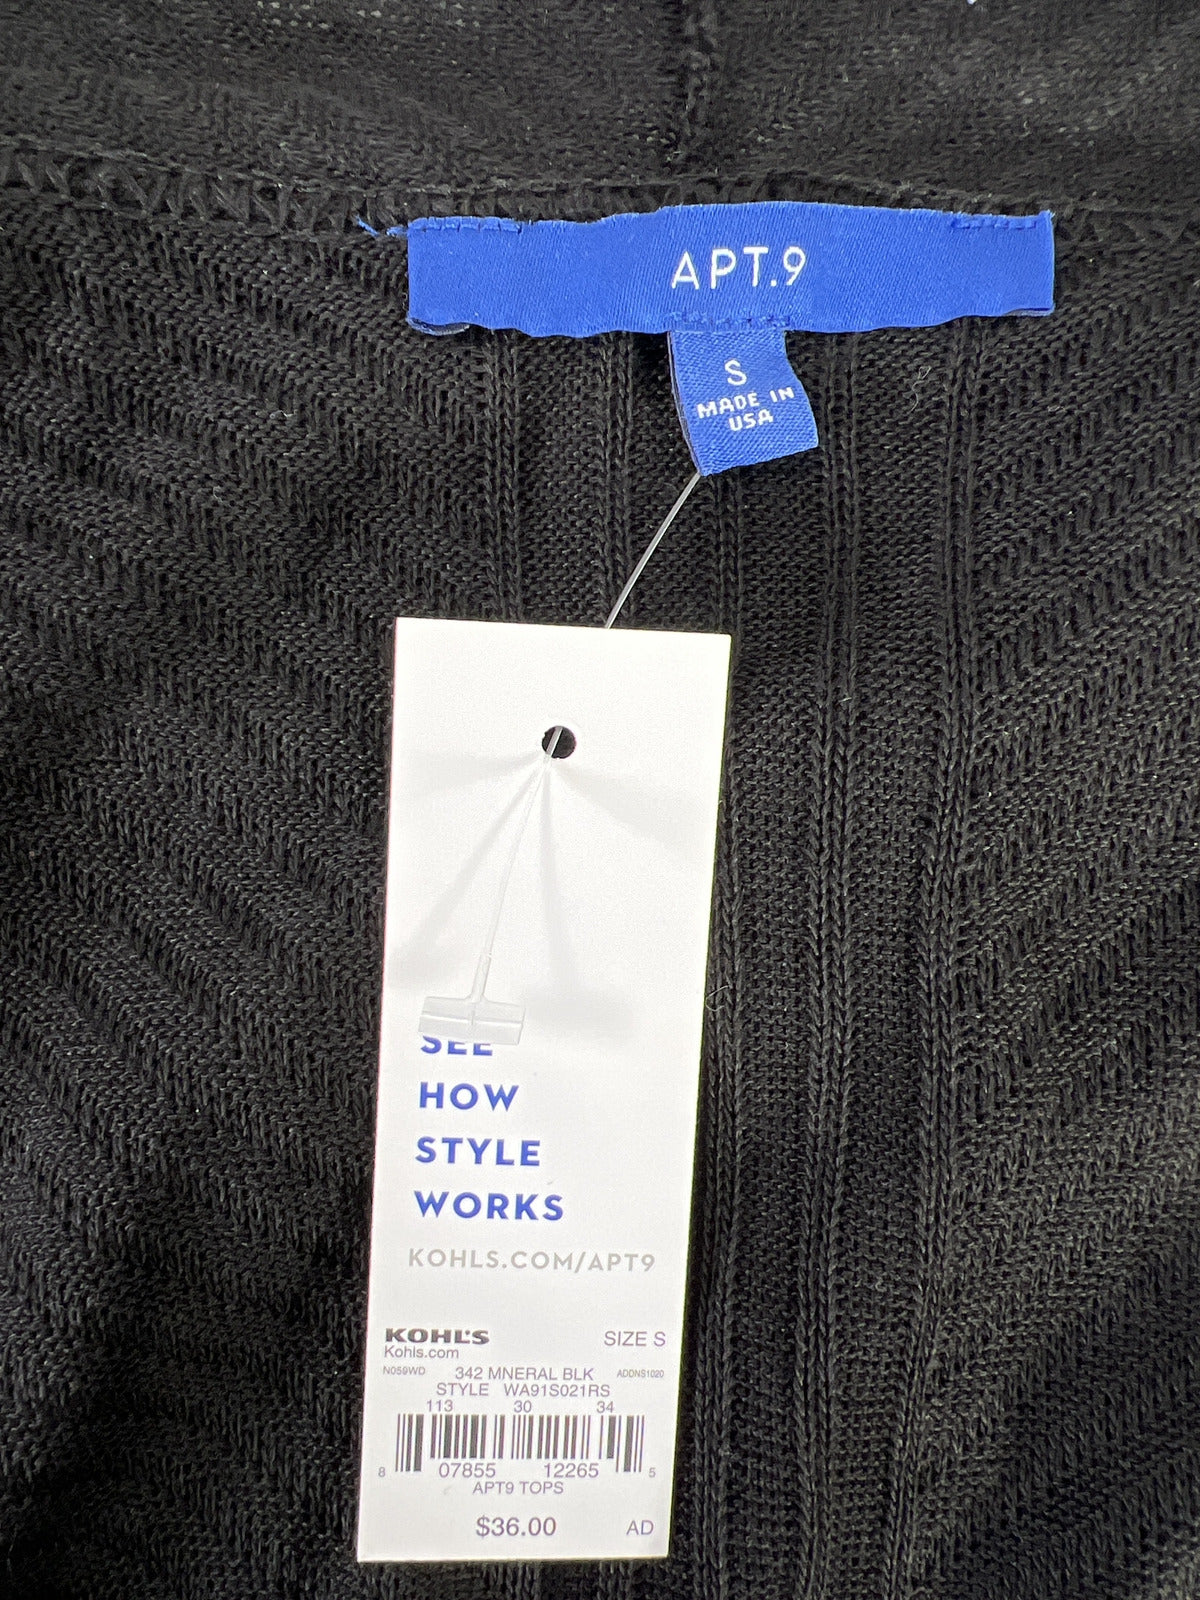 APT.9
S
MADE IN
USA
SEE
HOW
STYLE
WORKS
KOHLS.COM/APT9
KOHL'S SIZE S
Kohls.com
N059WD 342 MNERAL BLK ADDNS1020
STYLE WA91S021RS
113 30 34
8 07855 12265 5
APT9 TOPS
$36.00 AD